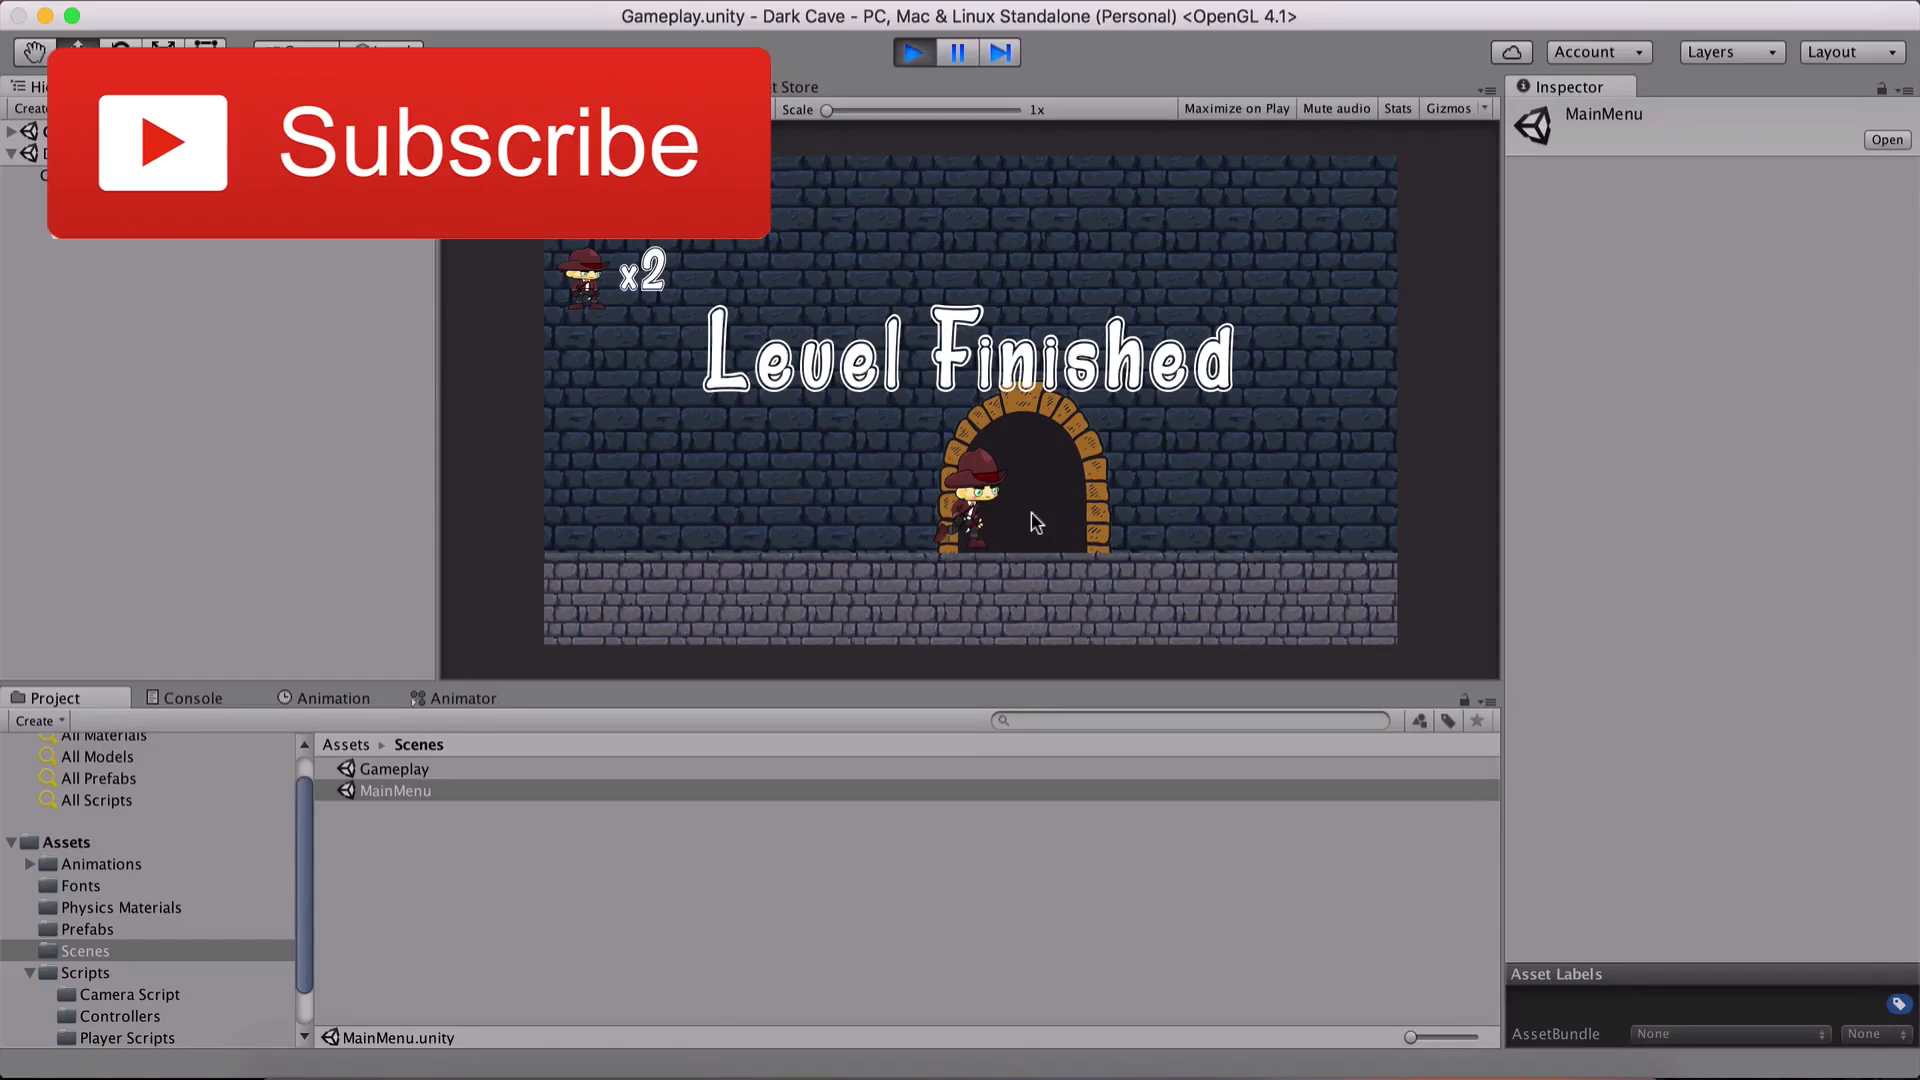 Gameplay.unity - Dark Cave - PC, Mac & Linux Standalone (Personal) <OpenGL 4.1>
Account
Layers
Layout
Subscribe
t Store
Inspector
Creat
Scale
1x
Maximize on Play
Mute audio
Stats
Gizmos
MainMenu
Open
x2
Level Finished
Project
Console
Animation
Animator
Create
All Materials
All Models
All Prefabs
All Scripts
Assets
Animations
Fonts
Physics Materials
Prefabs
Scenes
Scripts
Camera Script
Controllers
Player Scripts
Assets ▸ Scenes
Gameplay
MainMenu
MainMenu.unity
Asset Labels
AssetBundle
None
None